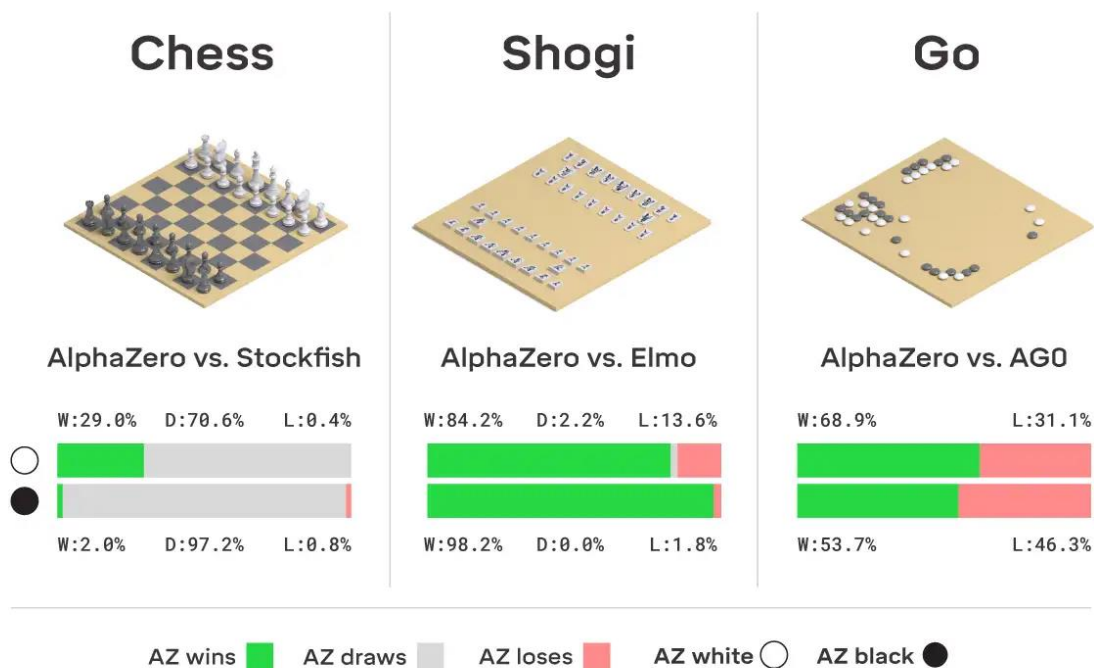 Chess
Shogi
Go
AlphaZero vs. Stockfish
AlphaZero vs. Elmo
AlphaZero vs. AG0
W:29.0% D:70.6% L:0.4%
W:84.2% D:2.2% L:13.6%
W:68.9% L:31.1%
W:2.0% D:97.2% L:0.8%
W:98.2% D:0.0% L:1.8%
W:53.7% L:46.3%
AZ wins AZ draws AZ loses AZ white AZ black